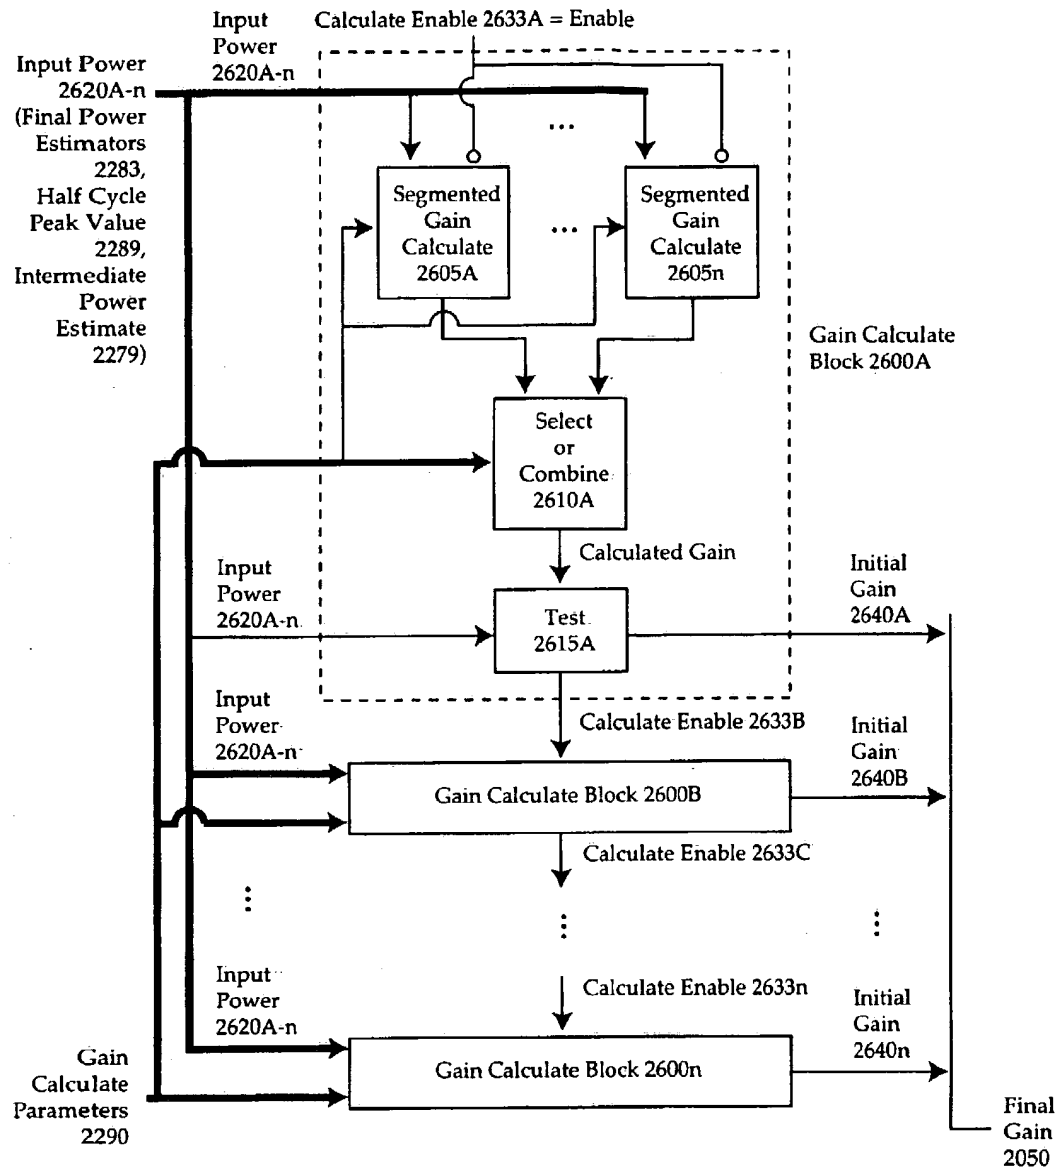 Input
Power
2620A-n
Calculate Enable 2633A = Enable
Input Power
2620A-n
(Final Power
Estimators
2283,
Half Cycle
Peak Value
2289,
Intermediate
Power
Estimate
2279)
...
Segmented
Gain
Calculate
2605A
...
Segmented
Gain
Calculate
2605n
Gain Calculate
Block 2600A
Select
or
Combine
2610A
Calculated Gain
Input
Power
2620A-n
Test
2615A
Initial
Gain
2640A
Input
Power
2620A-n
Calculate Enable 2633B
Initial
Gain
2640B
Gain Calculate Block 2600B
Calculate Enable 2633C
Input
Power
2620A-n
Calculate Enable 2633n
Initial
Gain
2640n
Gain Calculate Block 2600n
Gain
Calculate
Parameters
2290
Final
Gain
2050